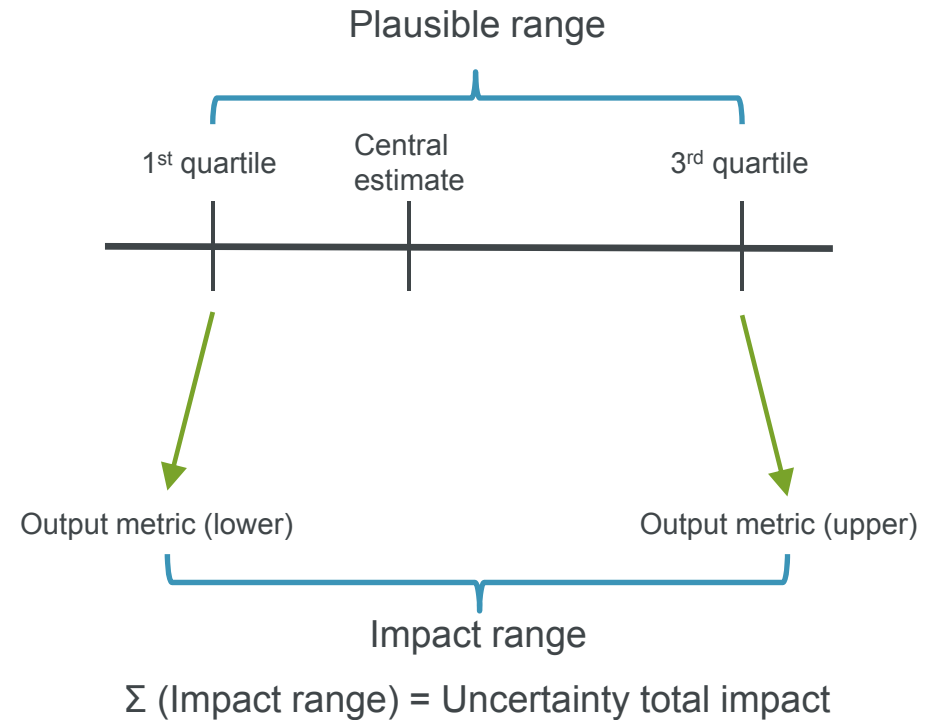 Plausible range
1st quartile
Central
estimate
3rd quartile
Output metric (lower)
Output metric (upper)
Impact range
Σ (Impact range) = Uncertainty total impact